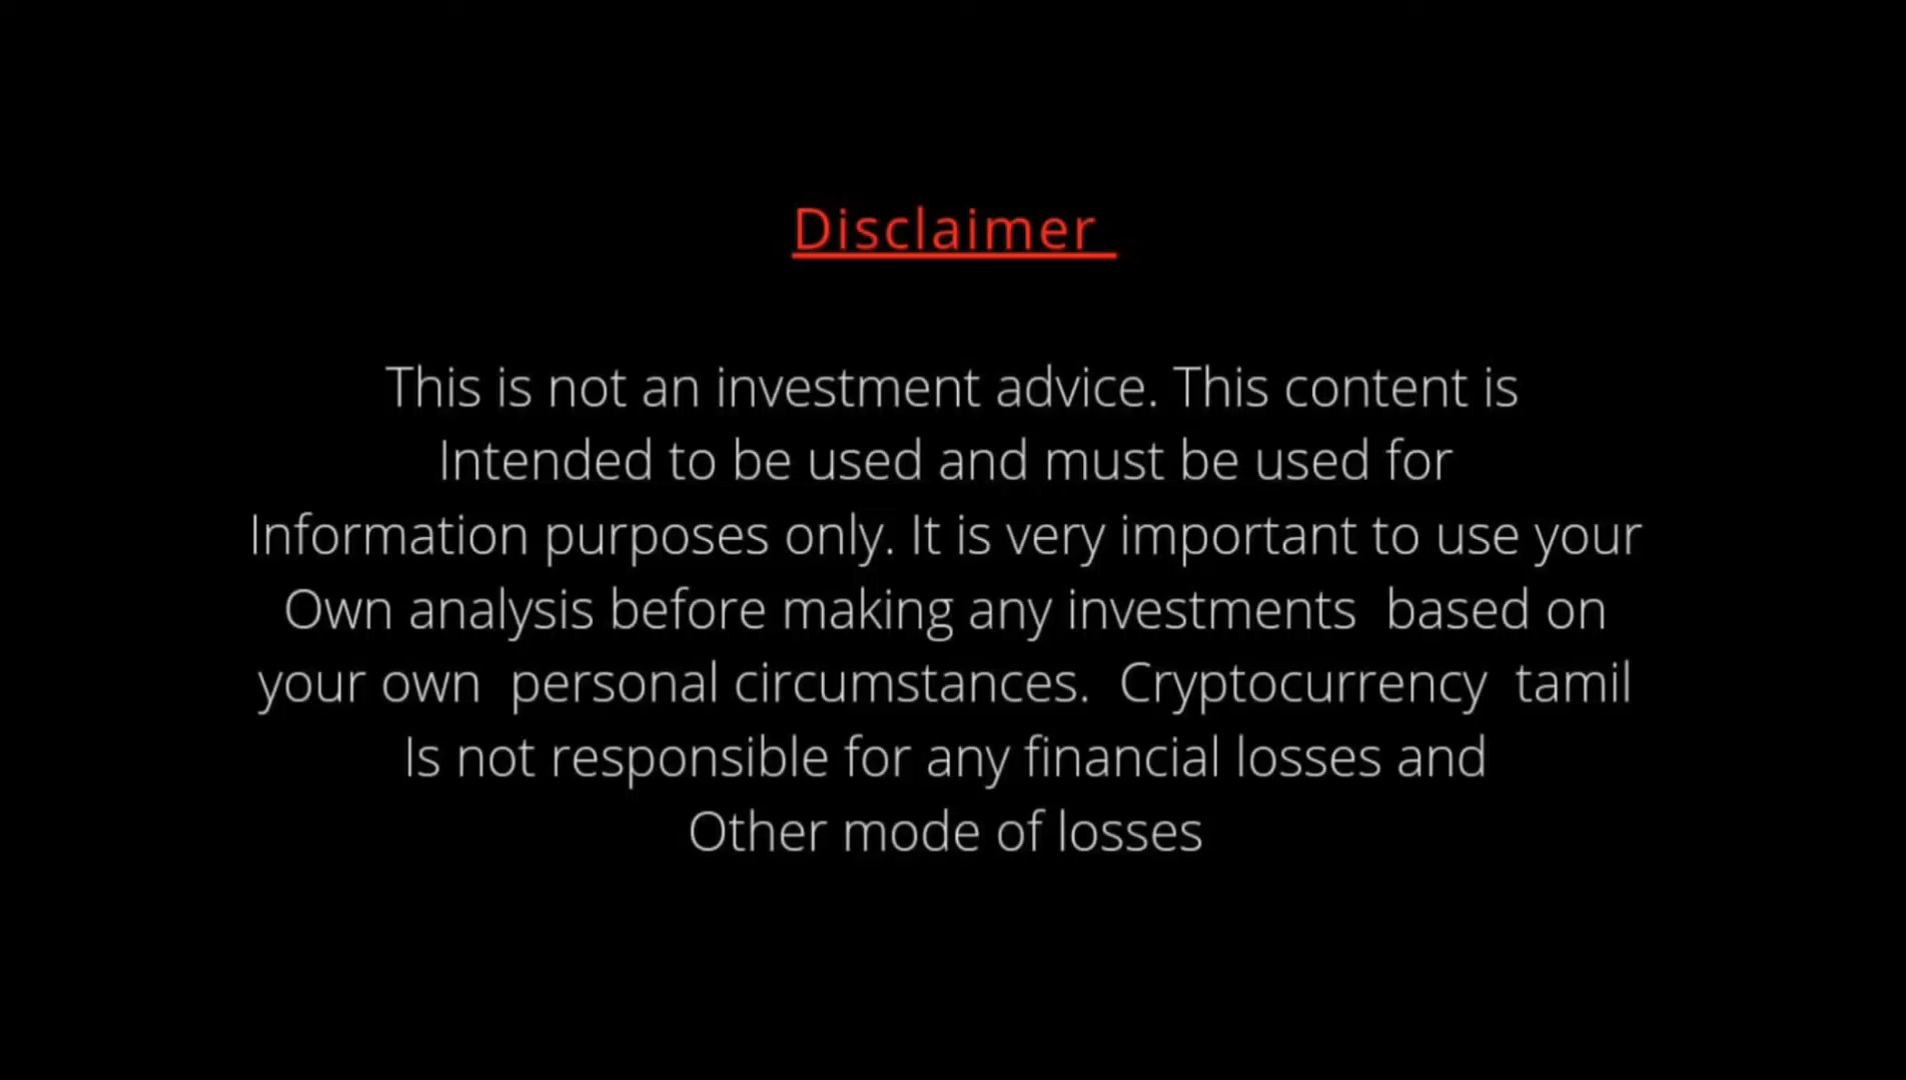 Disclaimer
This is not an investment advice. This content is
Intended to be used and must be used for
Information purposes only. It is very important to use your
Own analysis before making any investments  based on
your own  personal circumstances.  Cryptocurrency  tamil
Is not responsible for any financial losses and
Other mode of losses